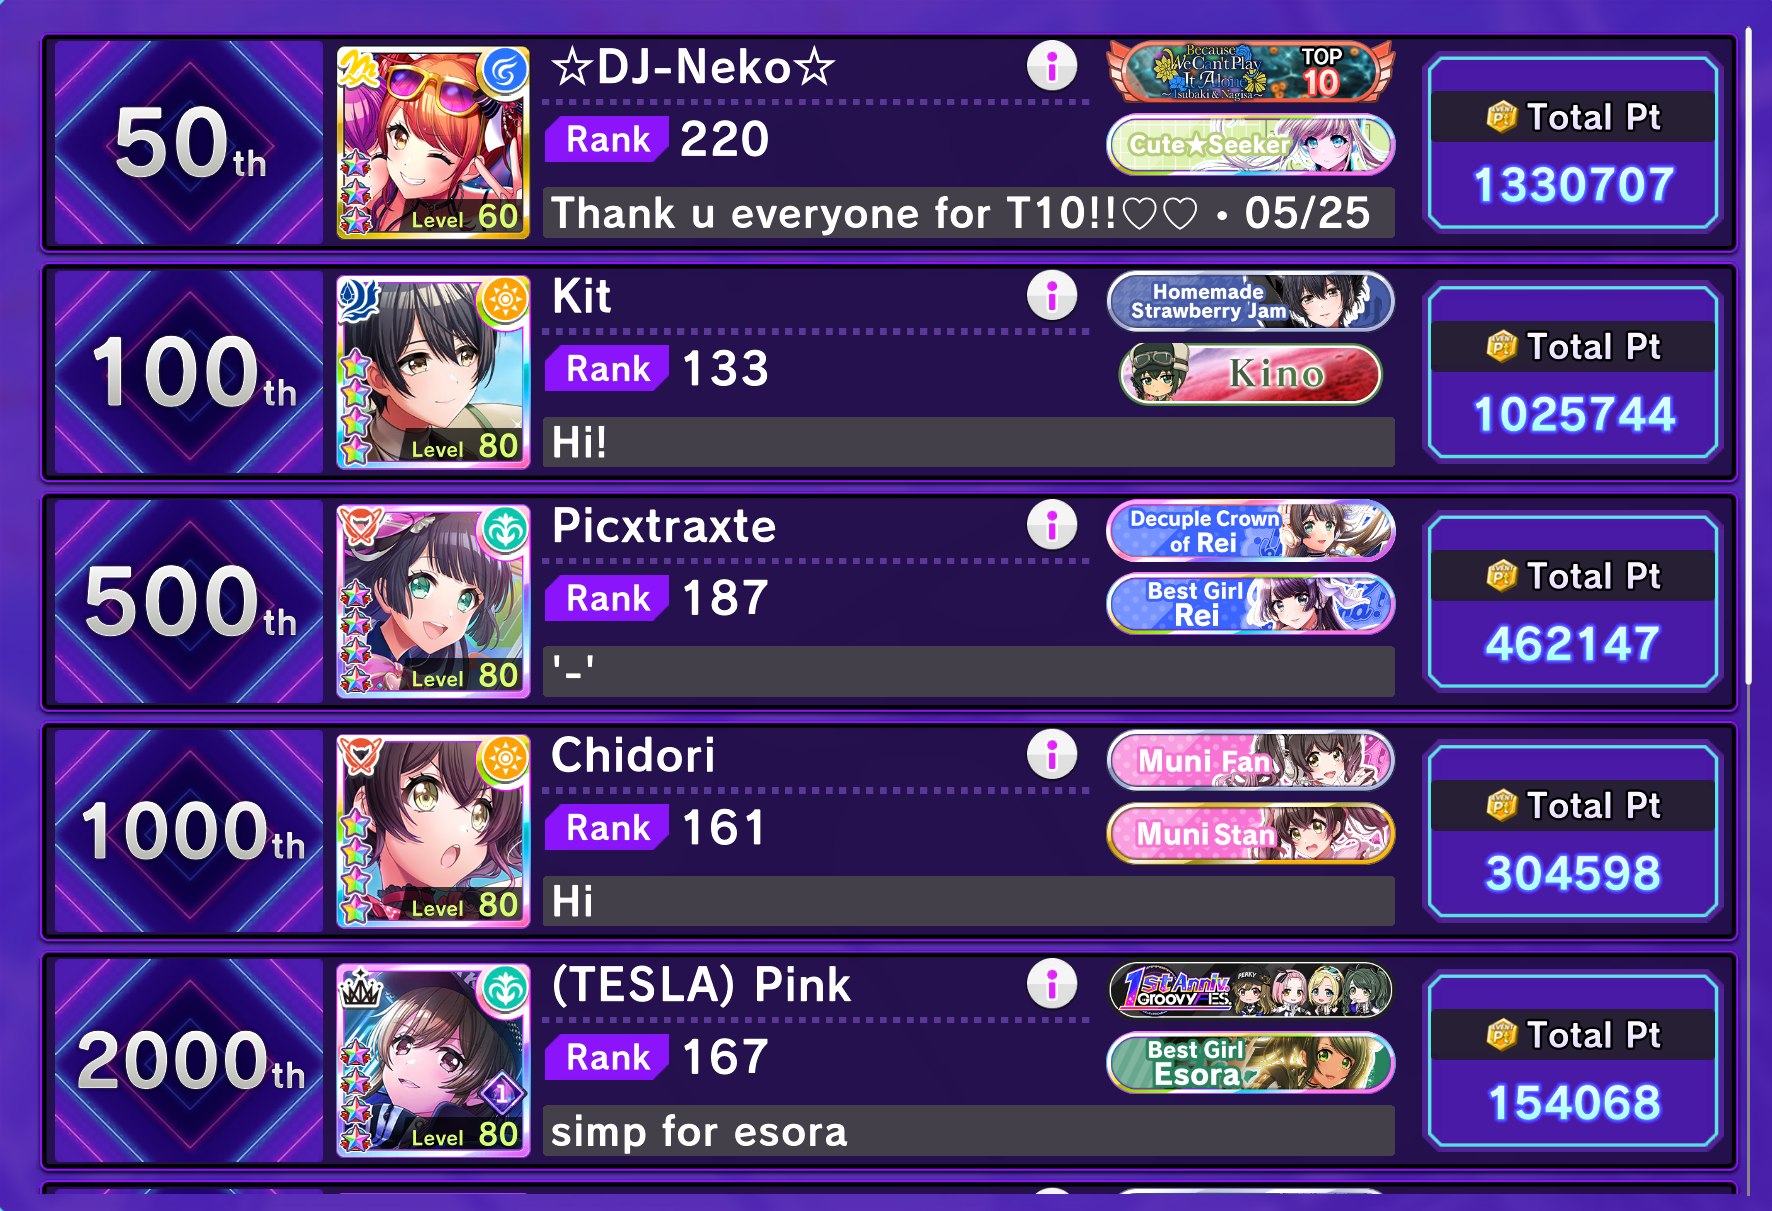 50th
Level 60
☆DJ-Neko☆
Rank 220
Thank u everyone for T10!!♡♡ • 05/25
Because
We Can't Play
It Alone
~Tsubaki & Nagisa~
TOP
10
Cute★Seeker
Total Pt
1330707
100th
Level 80
Kit
Rank 133
Hi!
Homemade
Strawberry Jam
Kino
Total Pt
1025744
500th
Level 80
Picxtraxte
Rank 187
'-'
Decuple Crown
of Rei
Best Girl
Rei
Total Pt
462147
1000th
Level 80
Chidori
Rank 161
Hi
Muni Fan
Muni Stan
Total Pt
304598
2000th
1
Level 80
(TESLA) Pink
Rank 167
simp for esora
1st Anniv.
GROOVY FES.
PEAKY
Best Girl
Esora
Total Pt
154068